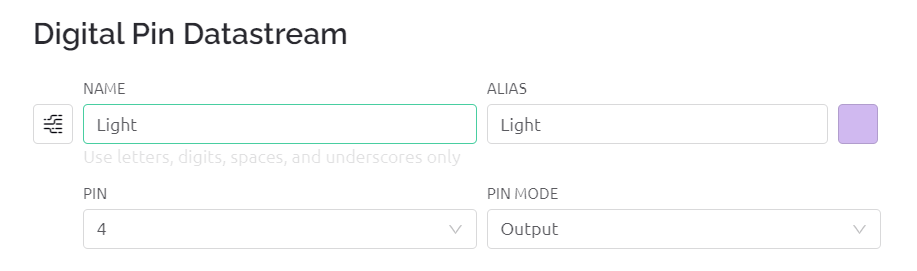 Digital Pin Datastream
NAME
ALIAS
Light
Light
Use letters, digits, spaces, and underscores only
PIN
PIN MODE
4
Output